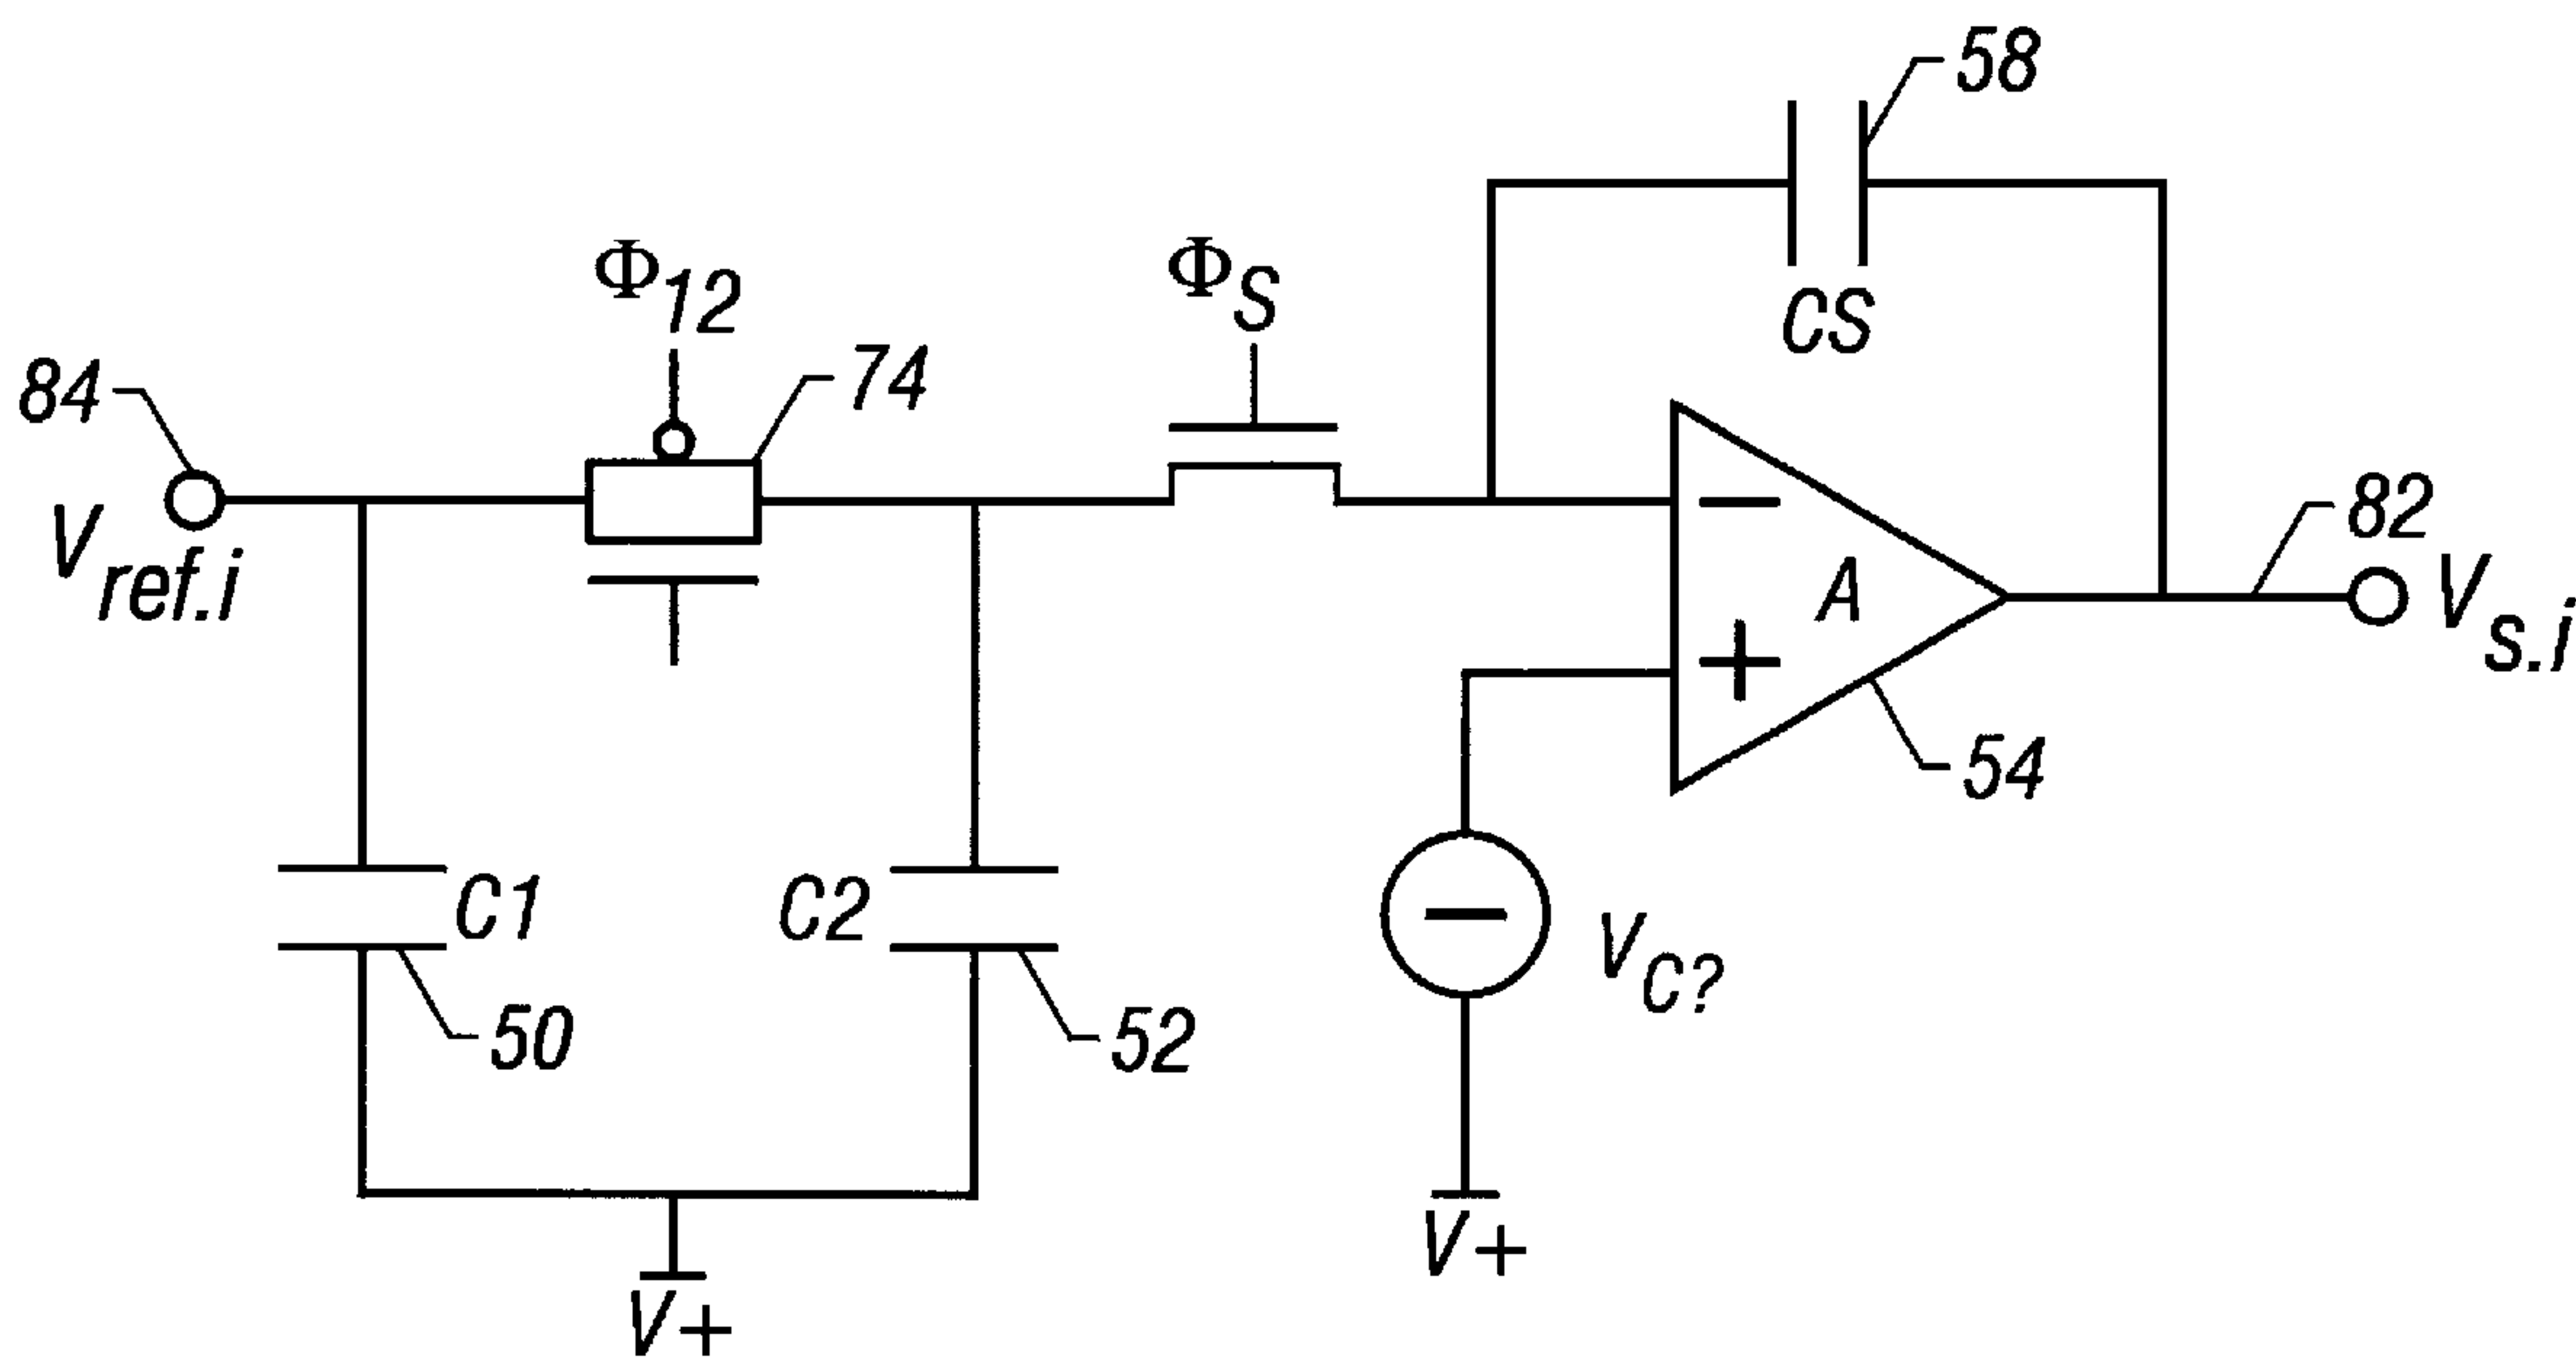 58
Φ12
ΦS
CS
84
74
Vref.i
82
A
Vs.i
−
+
54
C1
C2
−
VC?
50
52
V+
V+